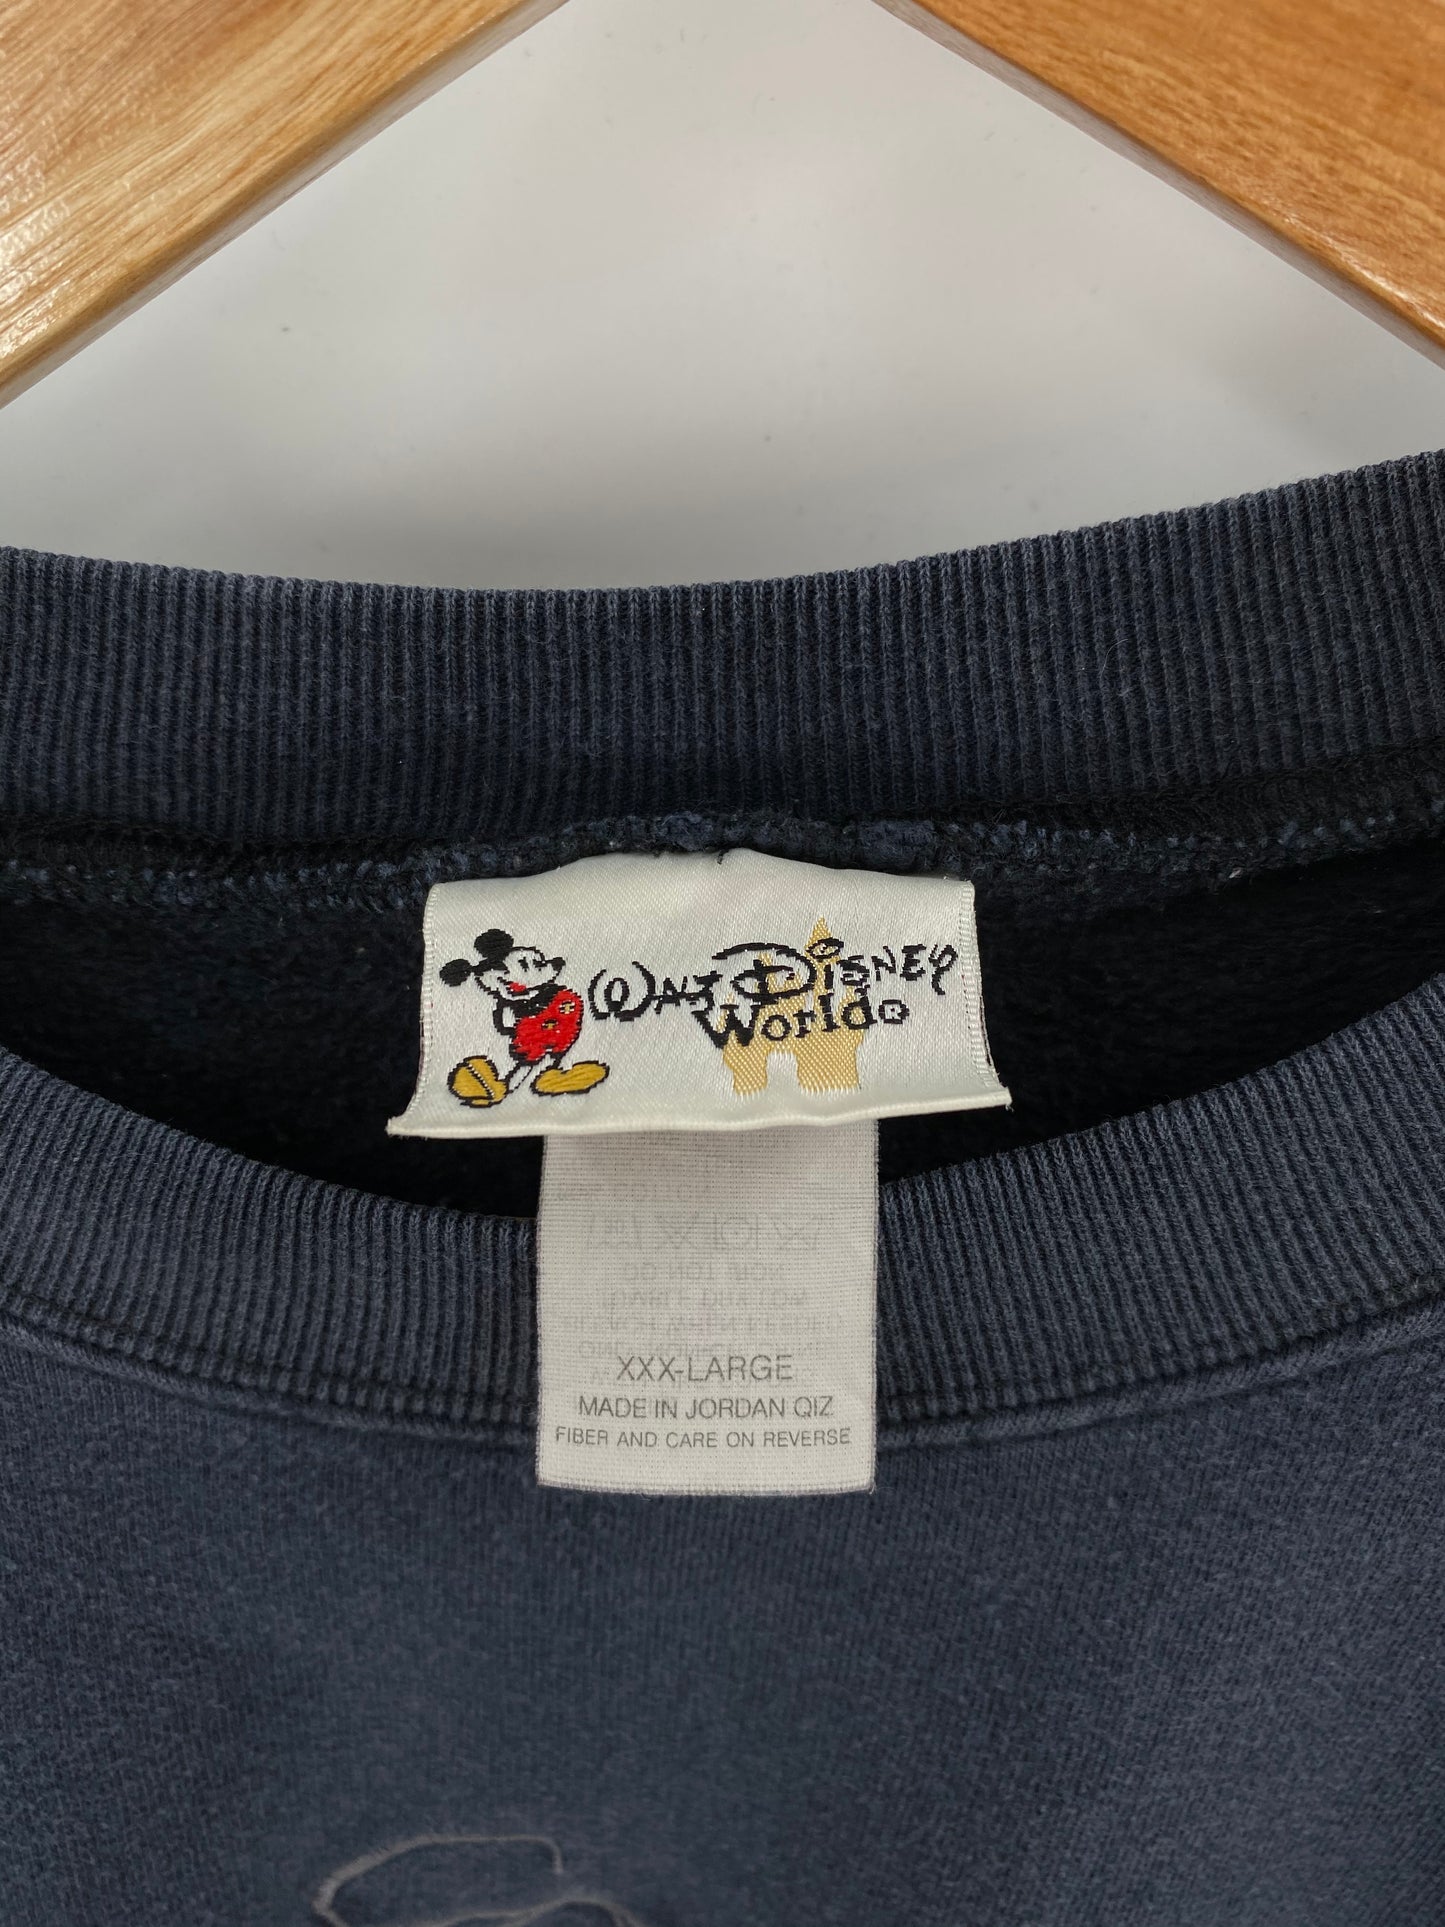 WALT DISNEY
World®
XXX-LARGE
MADE IN JORDAN QIZ
FIBER AND CARE ON REVERSE